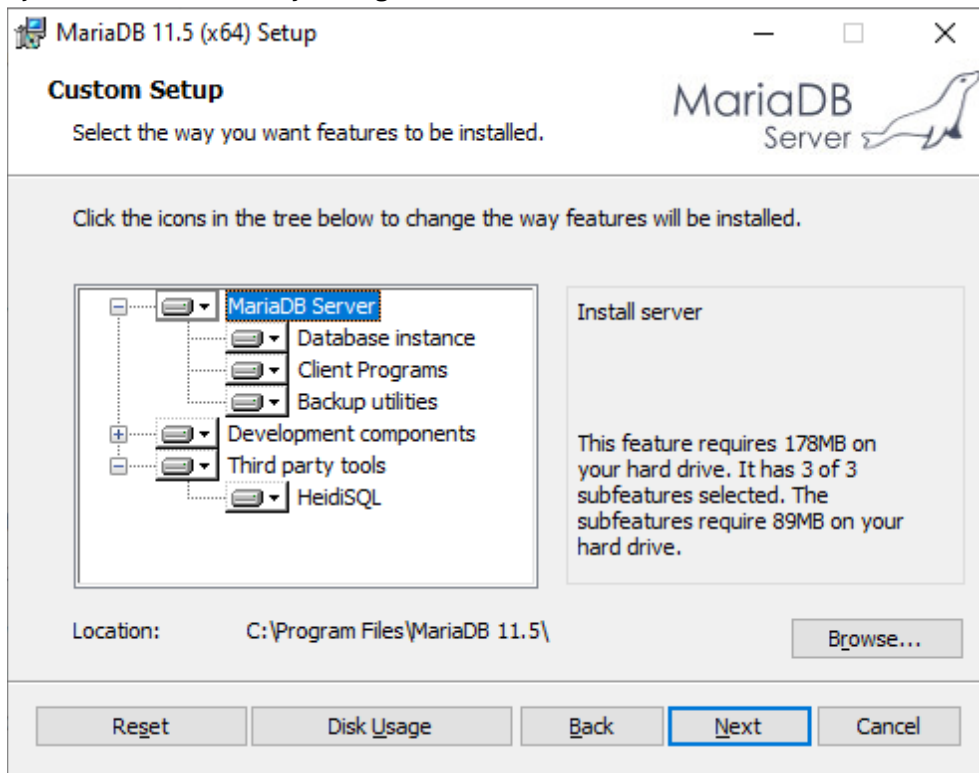 MariaDB 11.5 (x64) Setup
Custom Setup
Select the way you want features to be installed.
MariaDB
Server
Click the icons in the tree below to change the way features will be installed.
MariaDB Server
Database instance
Client Programs
Backup utilities
Development components
Third party tools
HeidiSQL
Install server
This feature requires 178MB on
your hard drive. It has 3 of 3
subfeatures selected. The
subfeatures require 89MB on your
hard drive.
Location: C:\Program Files\MariaDB 11.5\
Browse...
Reset Disk Usage Back Next Cancel